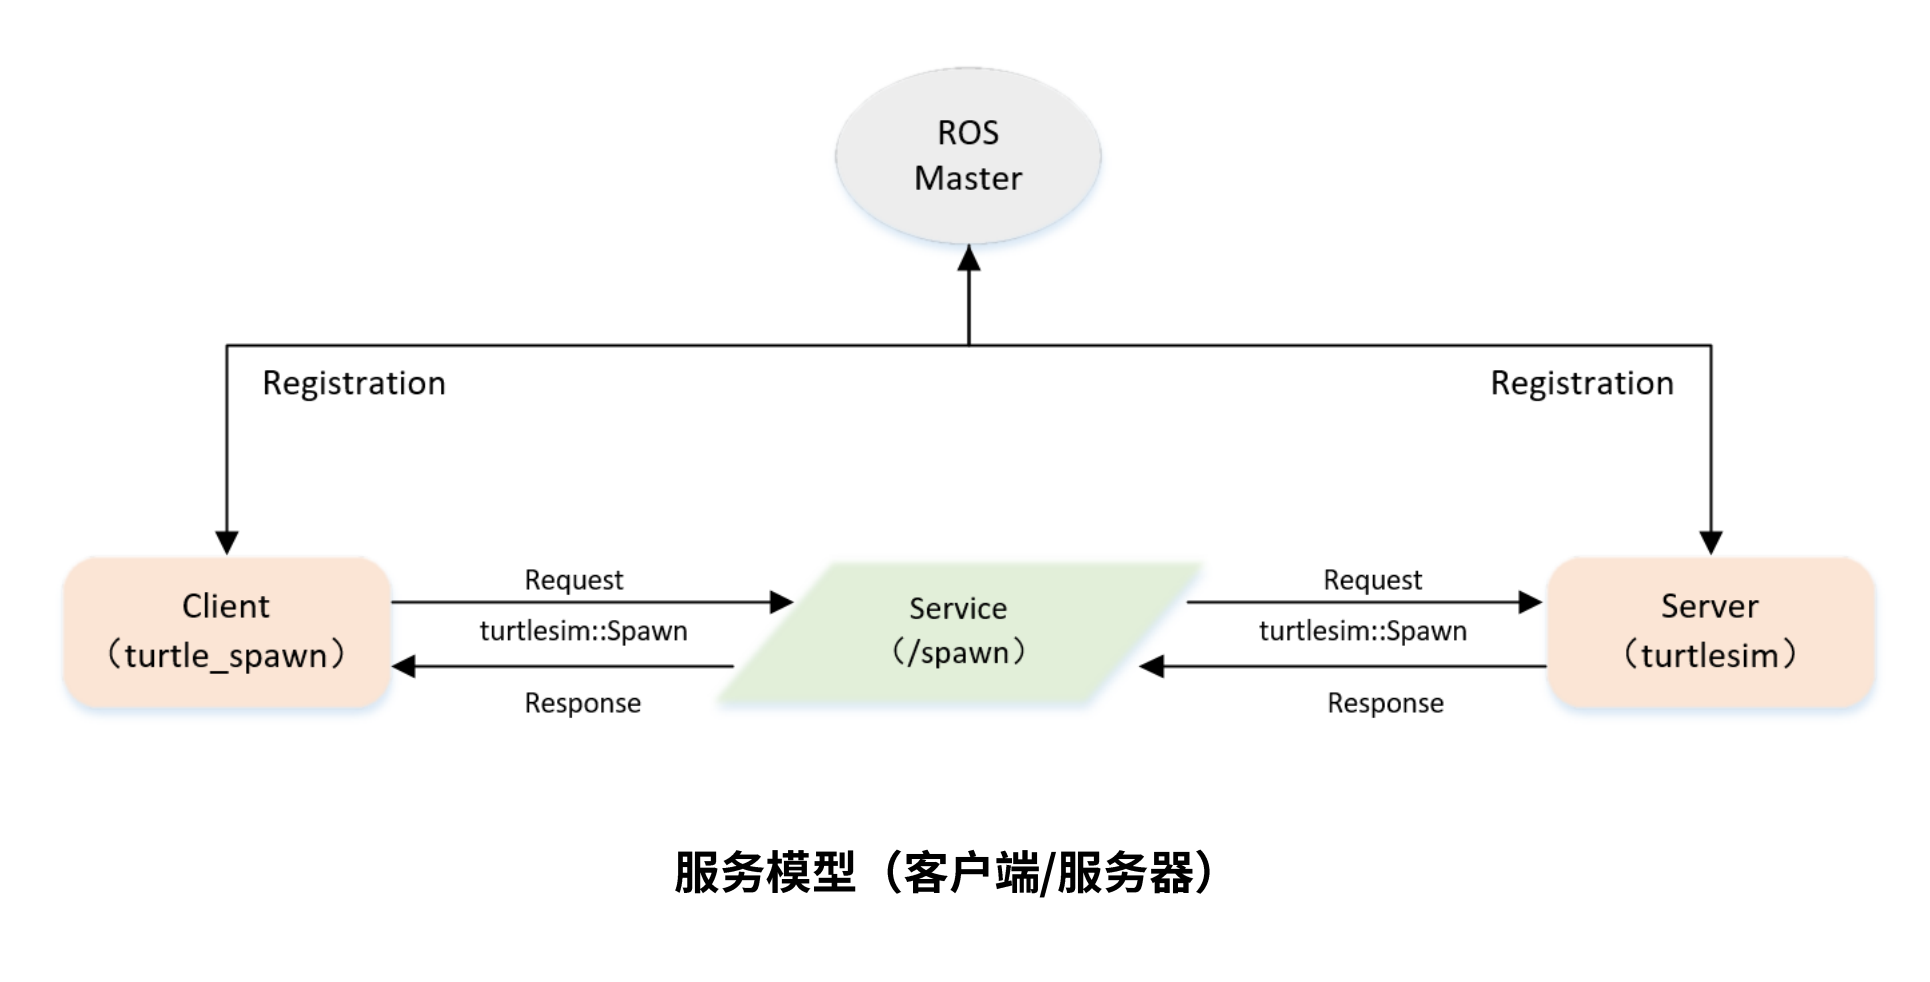 ROS
Master
Registration
Registration
Client
（turtle_spawn）
Request
turtlesim::Spawn
Response
Service
（/spawn）
Request
turtlesim::Spawn
Response
Server
（turtlesim）
服务模型（客户端/服务器）